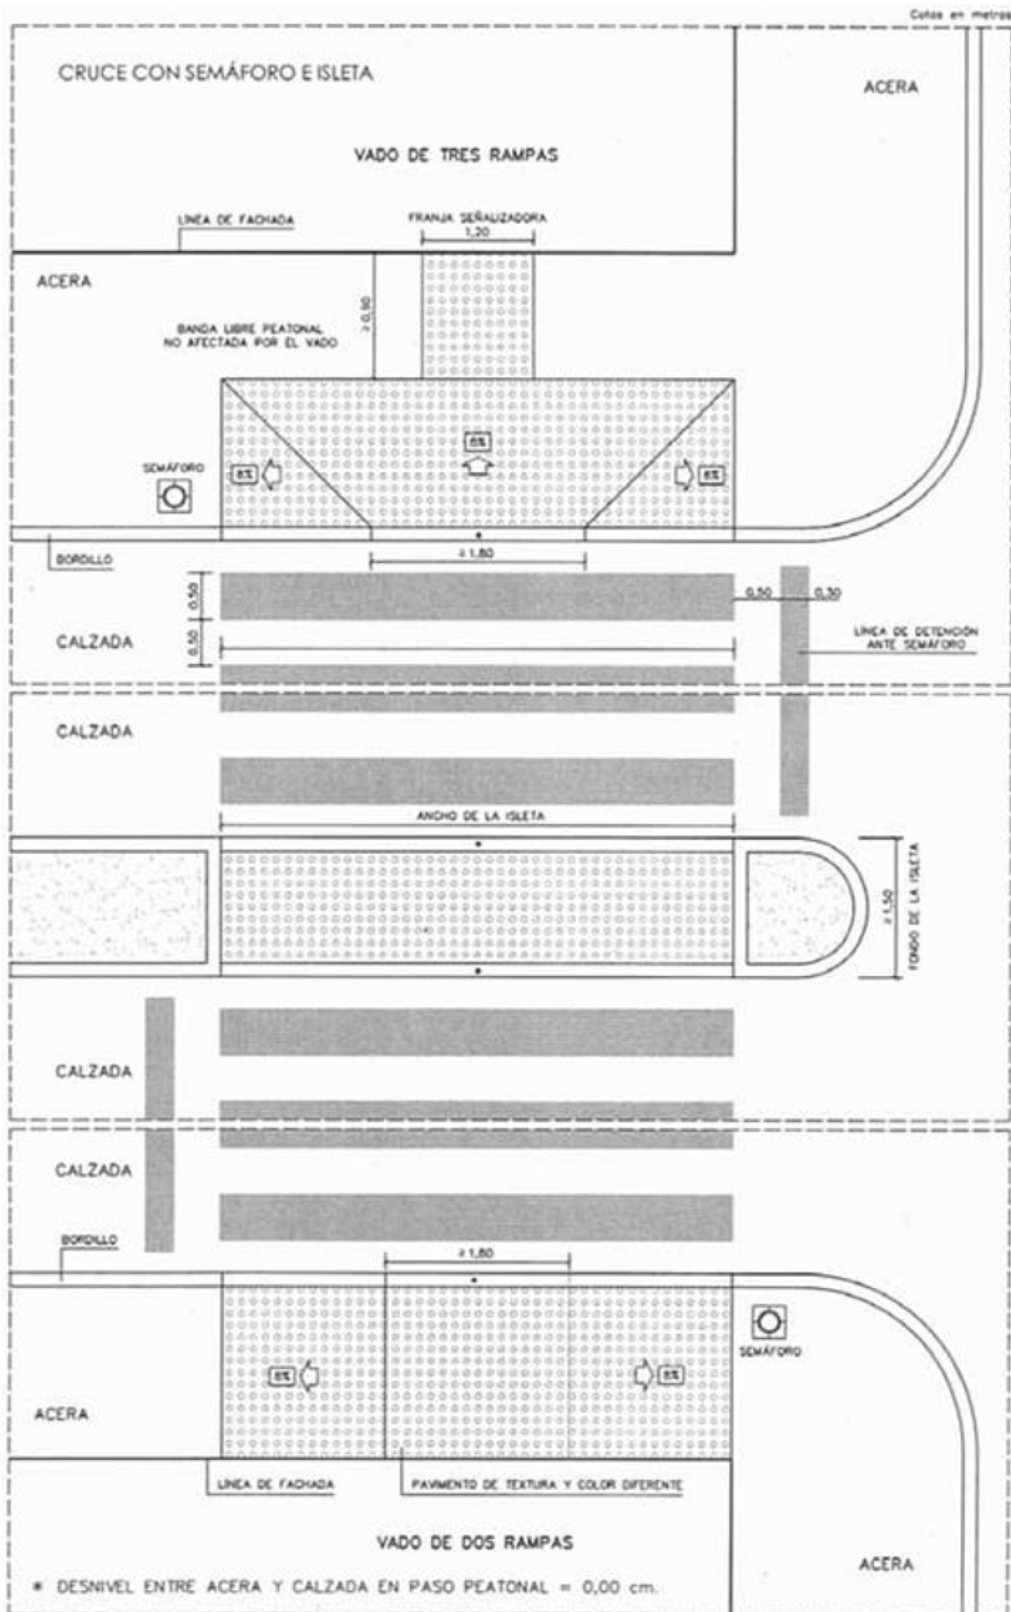 Cotas en metros
CRUCE CON SEMÁFORO E ISLETA
ACERA
VADO DE TRES RAMPAS
LÍNEA DE FACHADA
FRANJA SEÑALIZADORA
1,20
ACERA
≥0,90
BANDA LIBRE PEATONAL
NO AFECTADA POR EL VADO
8%
SEMÁFORO
8%
8%
BORDILLO
≥1,80
0,50
0,50
0,30
CALZADA
0,50
LÍNEA DE DETENCIÓN
ANTE SEMÁFORO
CALZADA
ANCHO DE LA ISLETA
≥1,50
FONDO DE LA ISLETA
CALZADA
CALZADA
BORDILLO
≥1,80
SEMÁFORO
8%
8%
ACERA
LÍNEA DE FACHADA
PAVIMENTO DE TEXTURA Y COLOR DIFERENTE
VADO DE DOS RAMPAS
ACERA
* DESNIVEL ENTRE ACERA Y CALZADA EN PASO PEATONAL = 0,00 cm.